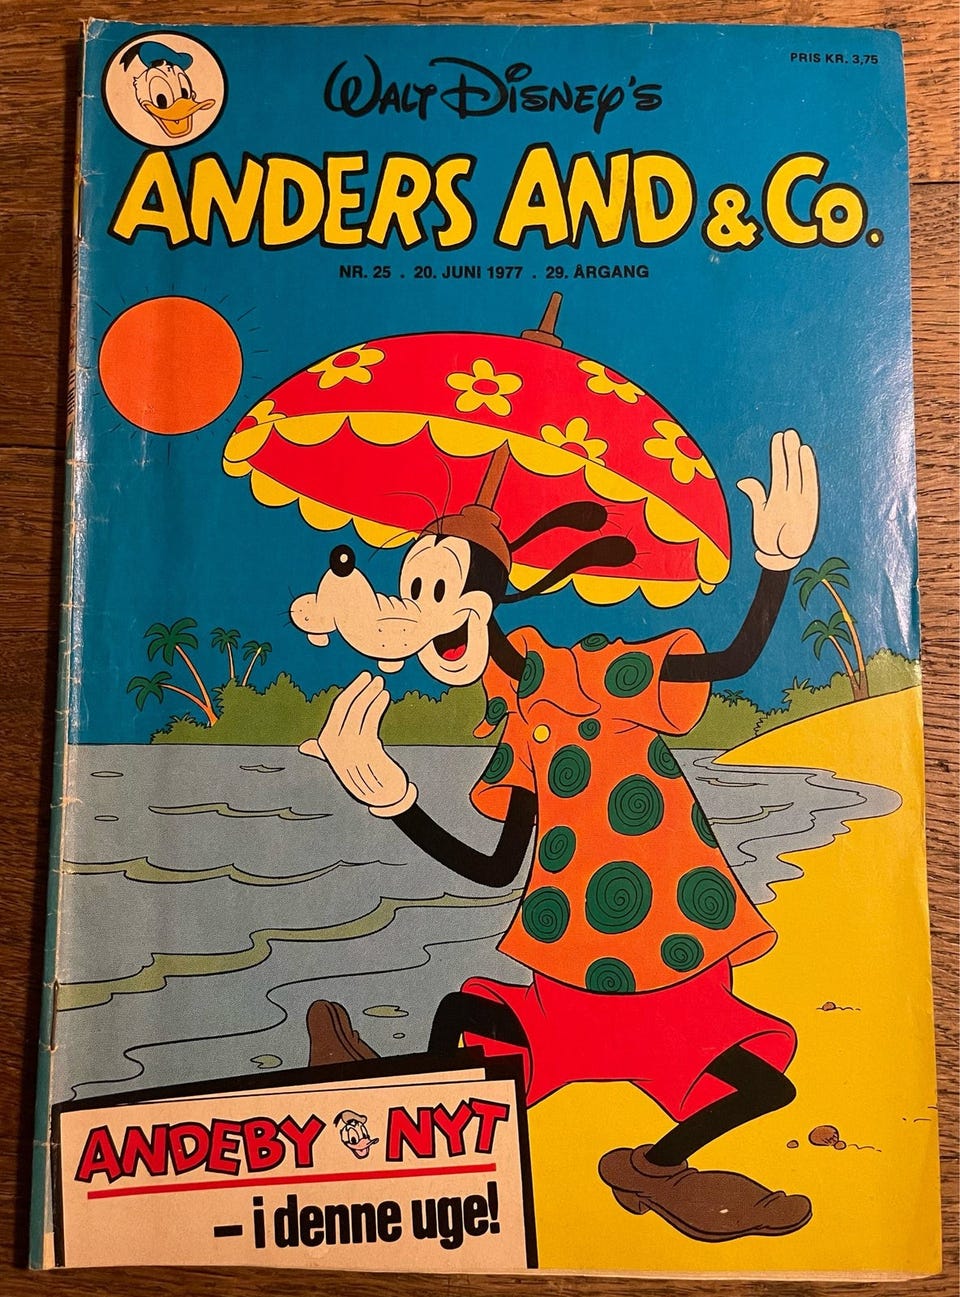 PRIS KR. 3,75
WALT DISNEY'S
ANDERS AND & CO.
NR. 25 . 20. JUNI 1977 . 29. ÅRGANG
ANDEBY NYT
– i denne uge!